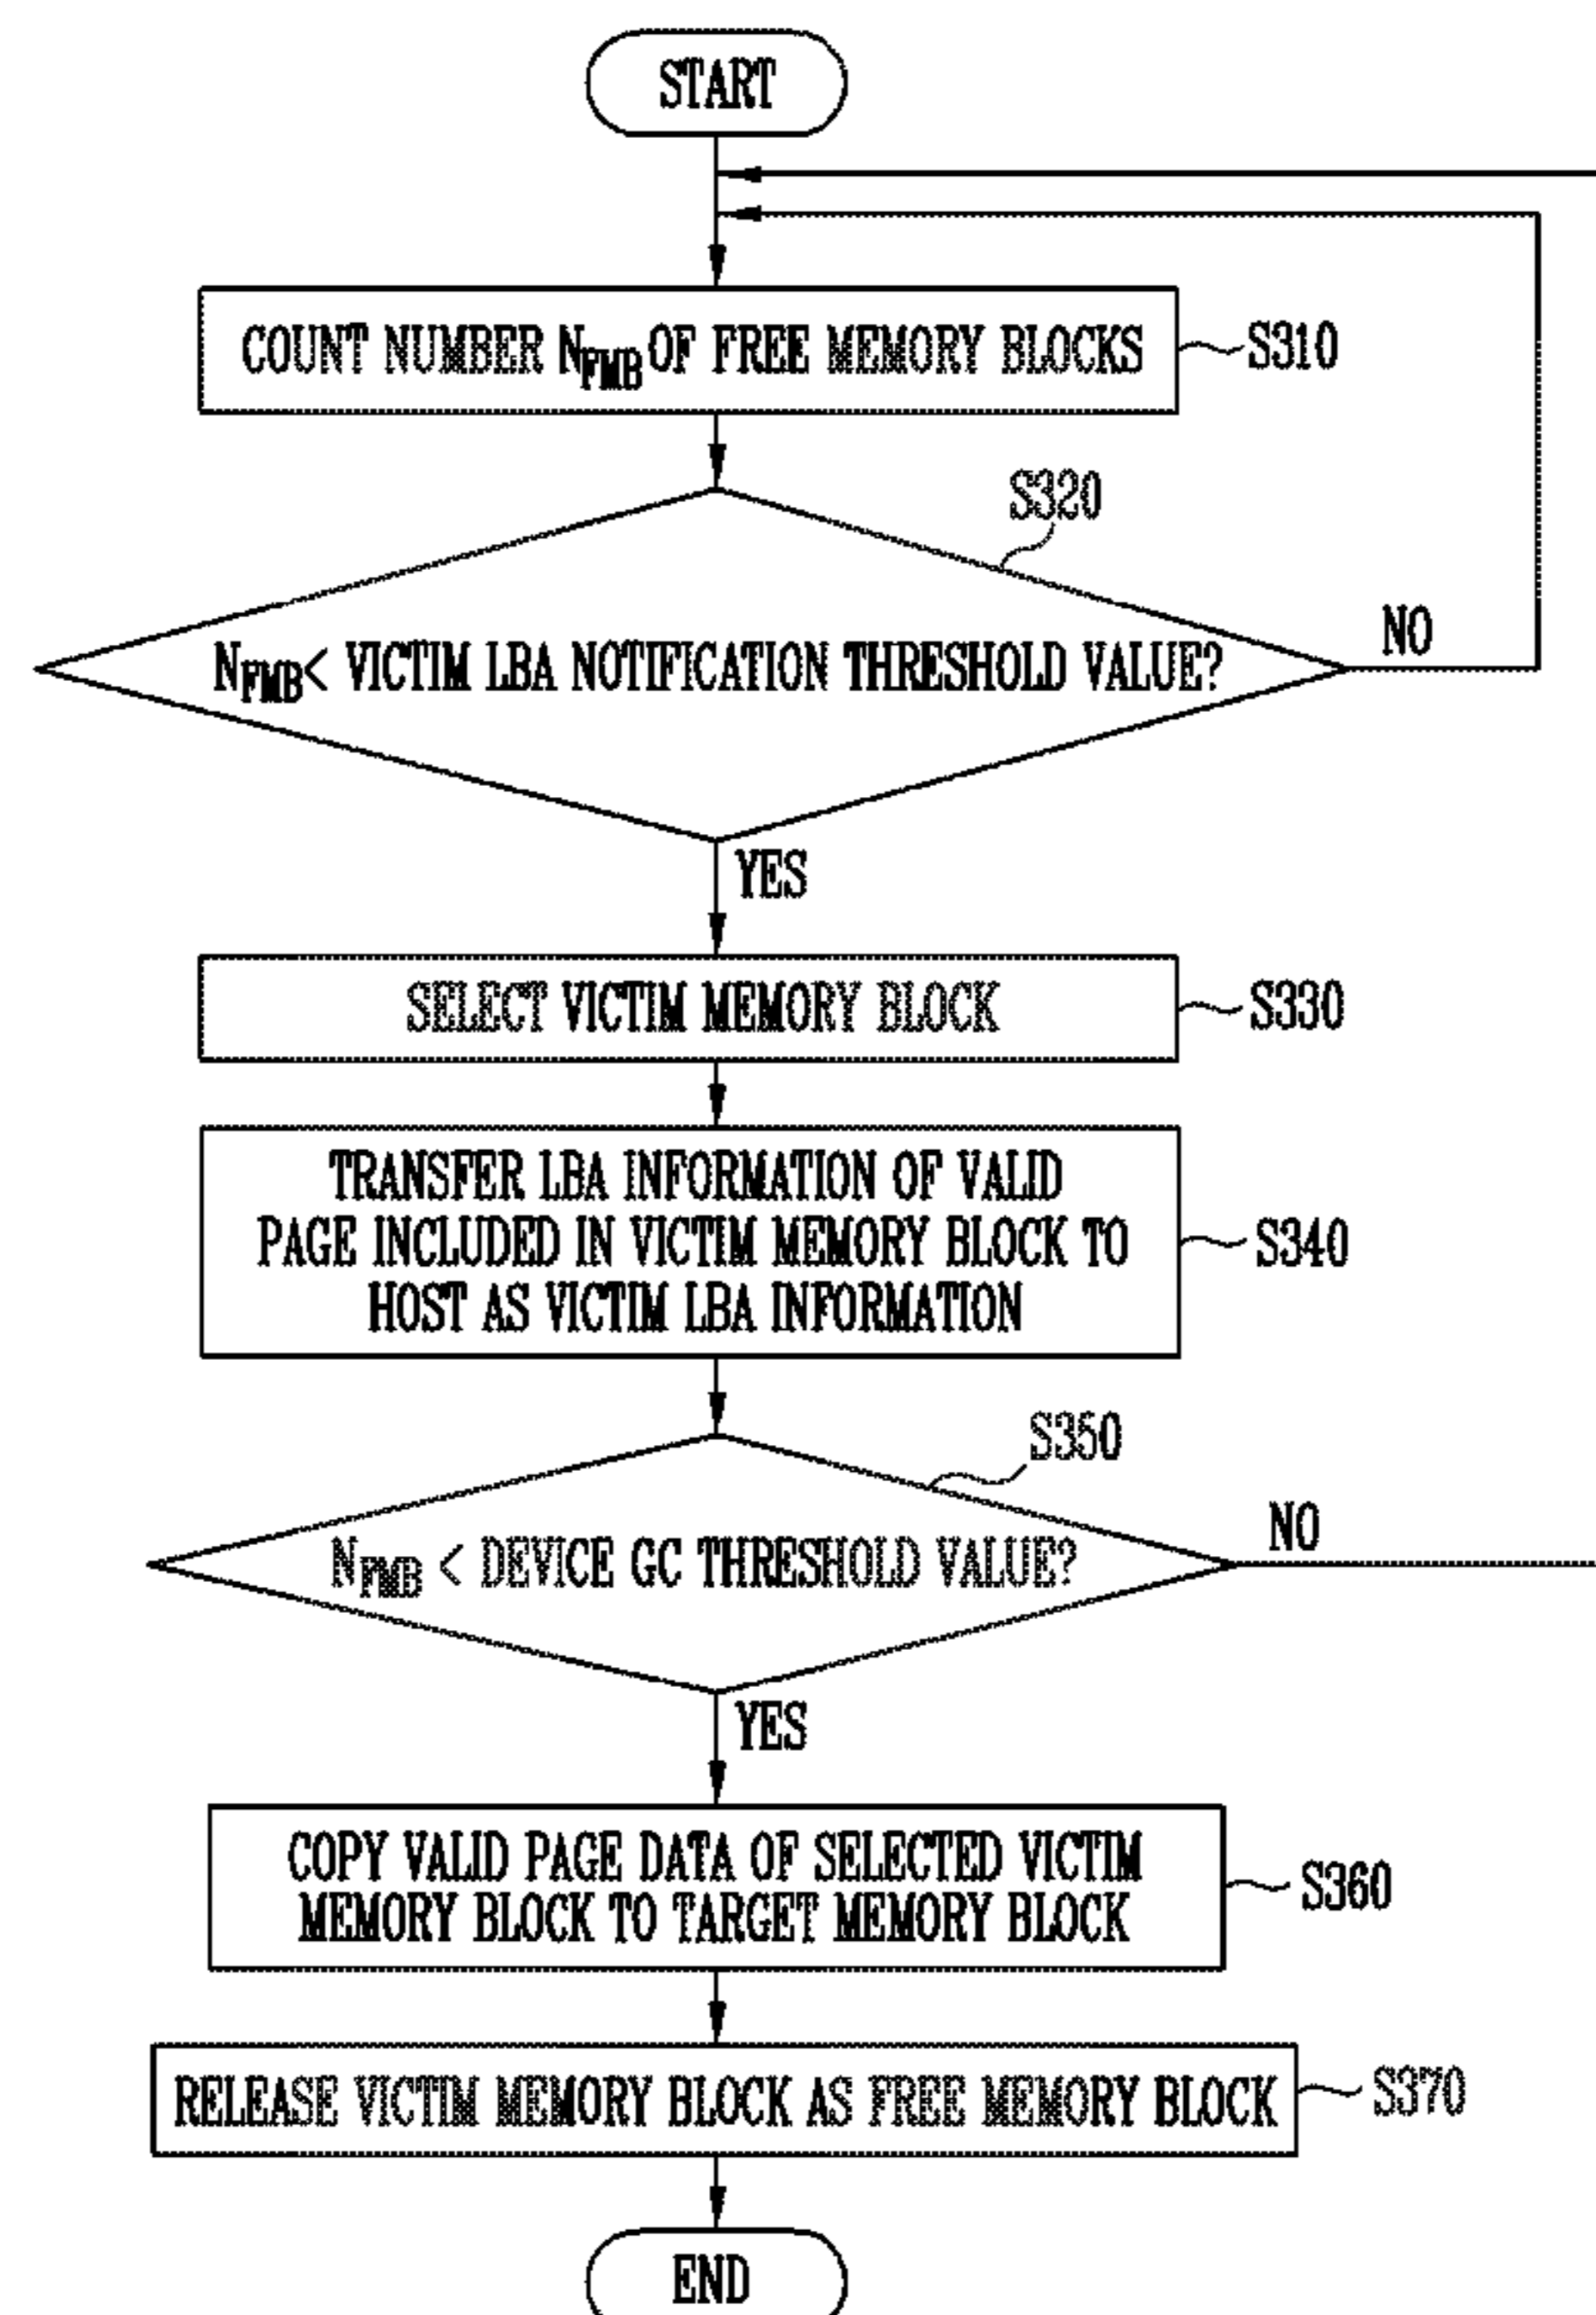 START
COUNT NUMBER NFMB OF FREE MEMORY BLOCKS
S310
S320
NFMB < VICTIM LBA NOTIFICATION THRESHOLD VALUE?
NO
YES
SELECT VICTIM MEMORY BLOCK
S330
TRANSFER LBA INFORMATION OF VALID
PAGE INCLUDED IN VICTIM MEMORY BLOCK TO
HOST AS VICTIM LBA INFORMATION
S340
S350
NFMB < DEVICE GC THRESHOLD VALUE?
NO
YES
COPY VALID PAGE DATA OF SELECTED VICTIM
MEMORY BLOCK TO TARGET MEMORY BLOCK
S360
RELEASE VICTIM MEMORY BLOCK AS FREE MEMORY BLOCK
S370
END